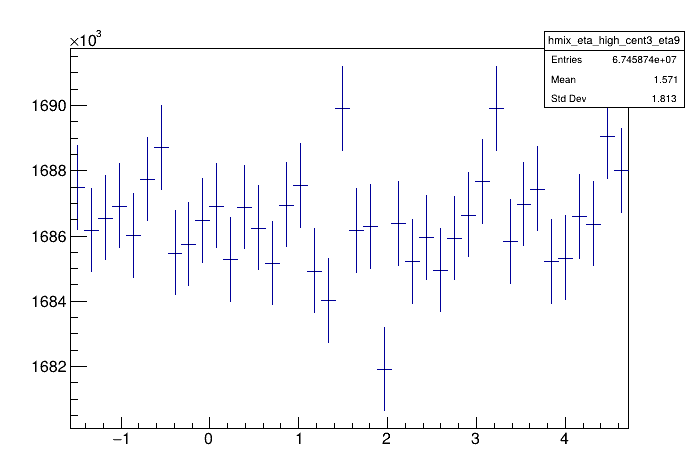 ×10³
hmix_eta_high_cent3_eta9
Entries 6.745874e+07
Mean 1.571
Std Dev 1.813
1690
1688
1686
1684
1682
−1 0 1 2 3 4